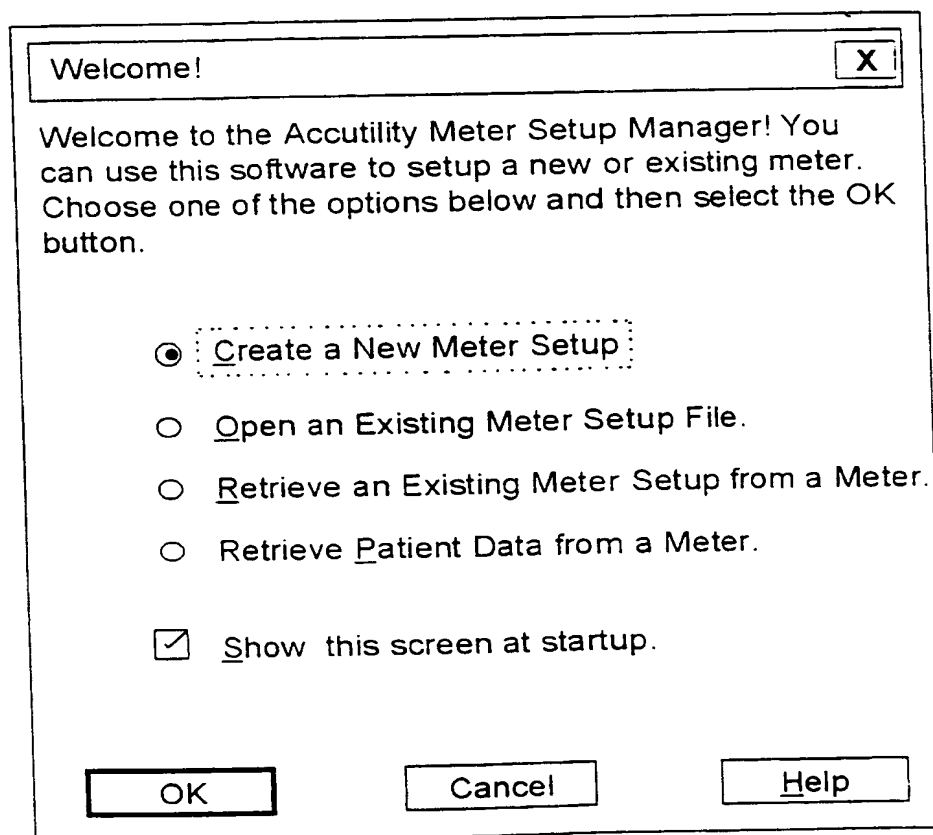 Welcome!
X
Welcome to the Accutility Meter Setup Manager! You
can use this software to setup a new or existing meter.
Choose one of the options below and then select the OK
button.
Create a New Meter Setup
Open an Existing Meter Setup File.
Retrieve an Existing Meter Setup from a Meter.
Retrieve Patient Data from a Meter.
Show this screen at startup.
OK
Cancel
Help